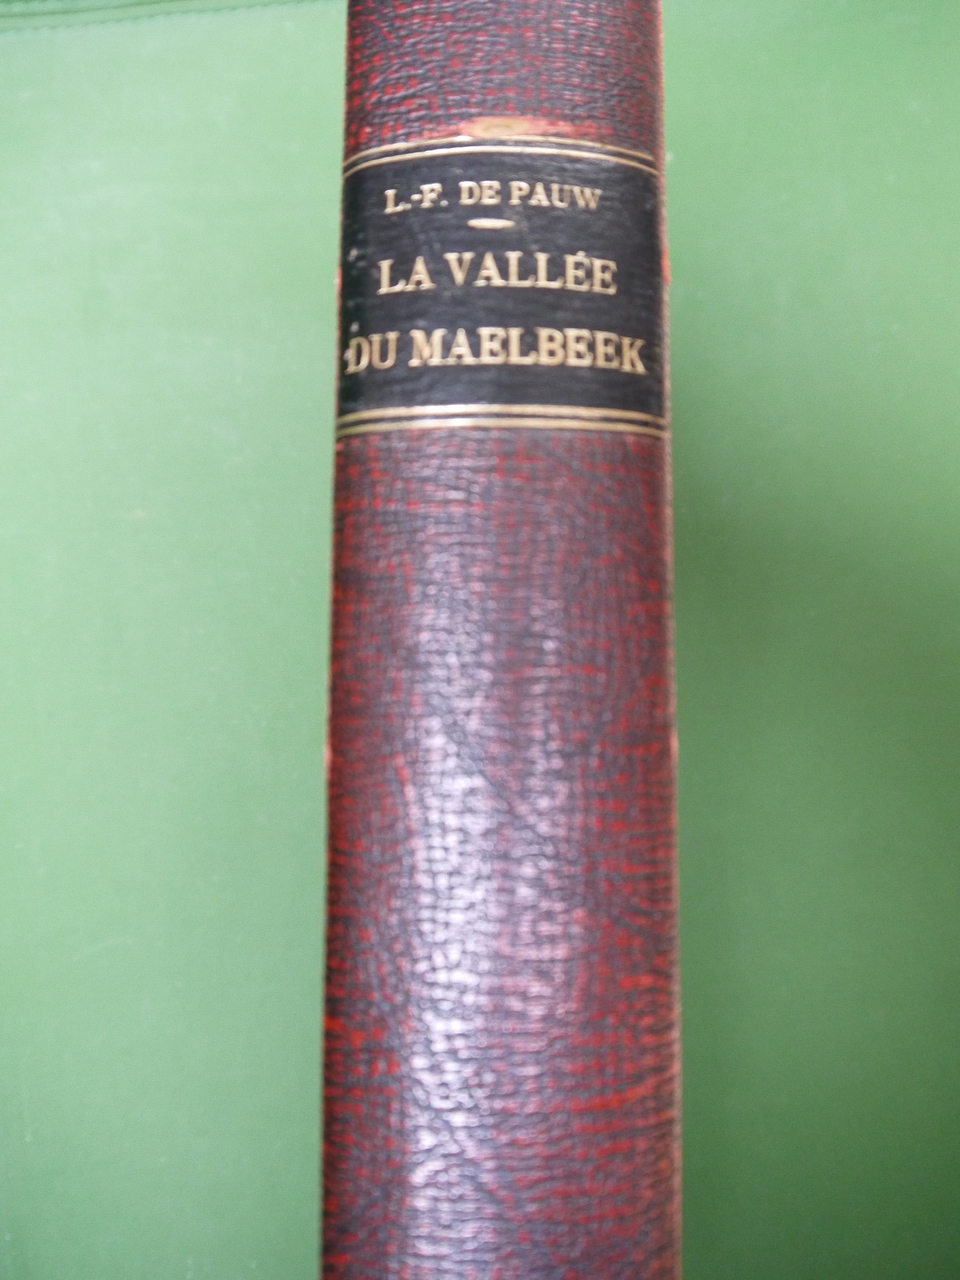 L.-F. DE PAUW
LA VALLÉE
DU MAELBEEK